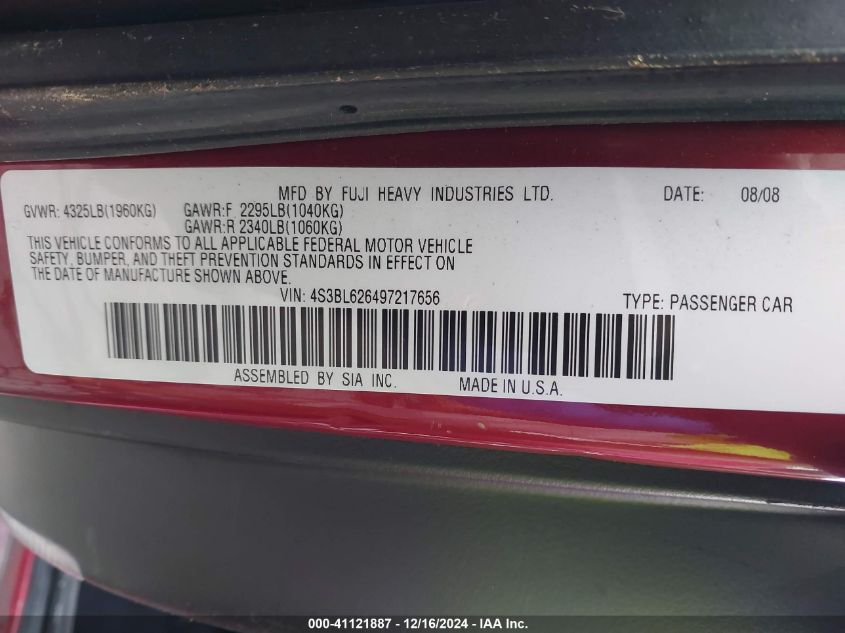 MFD BY FUJI HEAVY INDUSTRIES LTD. DATE: 08/08
GVWR: 4325LB(1960KG) GAWR:F 2295LB(1040KG)
GAWR:R 2340LB(1060KG)
THIS VEHICLE CONFORMS TO ALL APPLICABLE FEDERAL MOTOR VEHICLE
SAFETY, BUMPER, AND THEFT PREVENTION STANDARDS IN EFFECT ON
THE DATE OF MANUFACTURE SHOWN ABOVE.
VIN: 4S3BL626497217656 TYPE: PASSENGER CAR
ASSEMBLED BY SIA INC. MADE IN U.S.A.
000-41121887 - 12/16/2024 - IAA Inc.